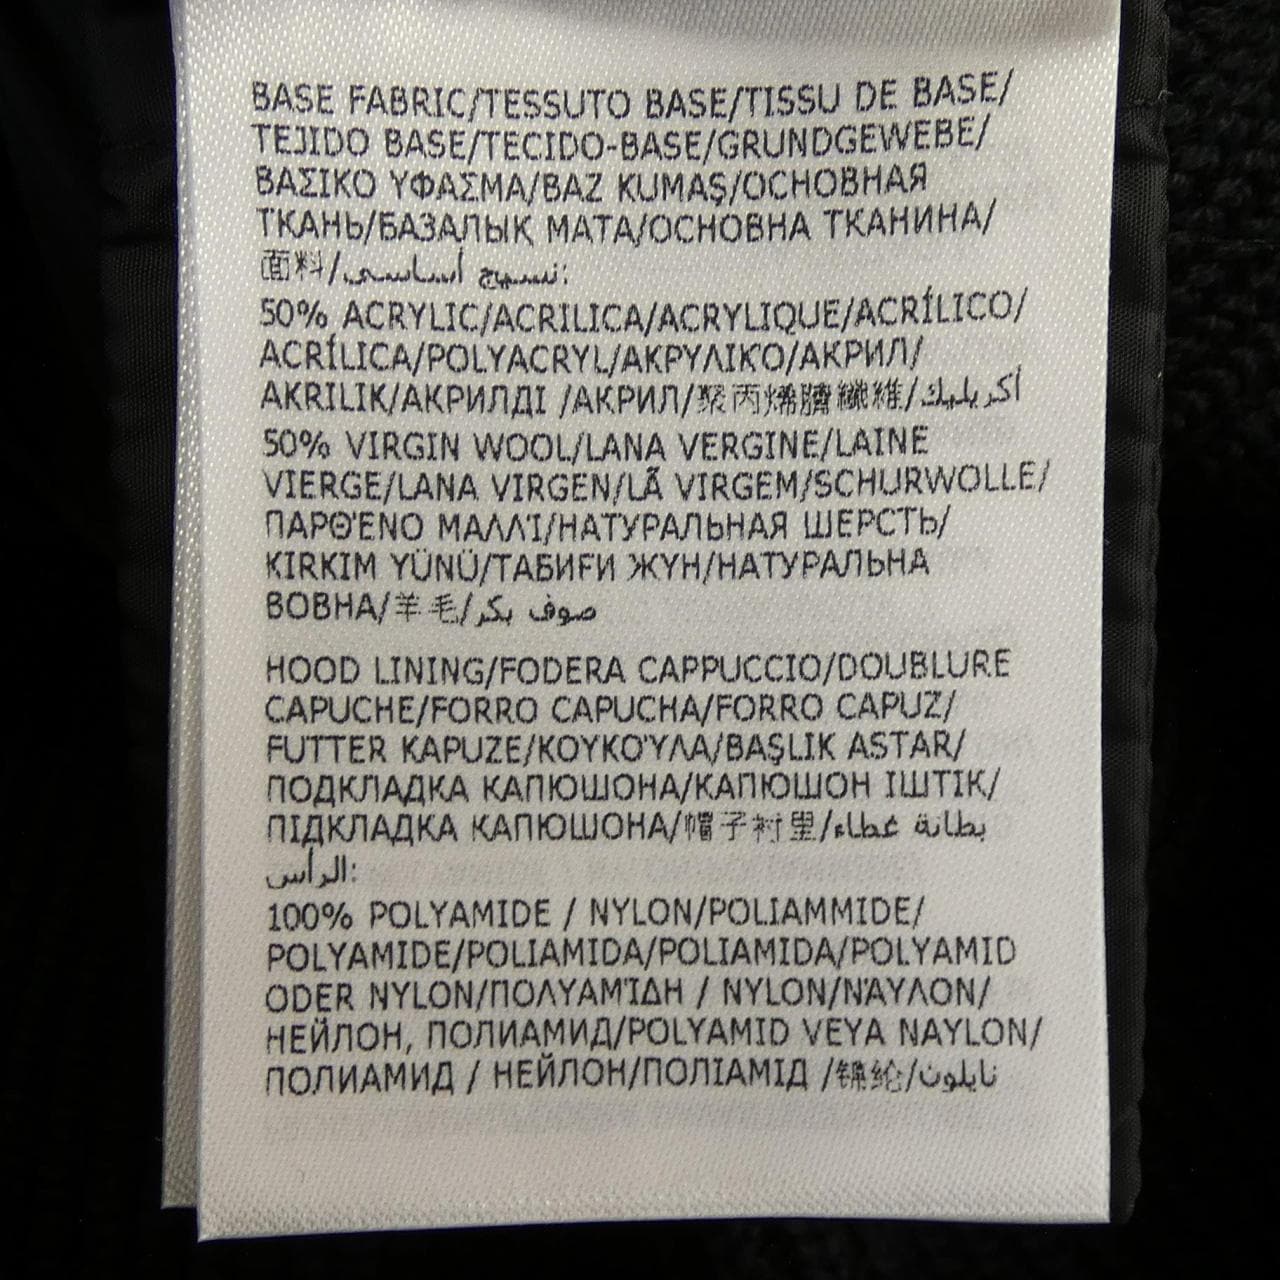 BASE FABRIC/TESSUTO BASE/TISSU DE BASE/
TEJIDO BASE/TECIDO-BASE/GRUNDGEWEBE/
ΒΑΣΙΚΟ ΥΦΑΣΜΑ/BAZ KUMAŞ/ОСНОВНАЯ
ТКАНЬ/БАЗАЛЫҚ МАТА/ОСНОВНА ТКАНИНА/
面料/نسيج أساسي:
50% ACRYLIC/ACRILICA/ACRYLIQUE/ACRÍLICO/
ACRÍLICA/POLYACRYL/ΑΚΡΥΛΙΚΌ/АКРИЛ/
AKRILIK/АКРИЛДІ /АКРИЛ/聚丙烯腈纖維/أكريليك
50% VIRGIN WOOL/LANA VERGINE/LAINE
VIERGE/LANA VIRGEN/LÃ VIRGEM/SCHURWOLLE/
ΠΑΡΘΈΝΟ ΜΑΛΛΊ/НАТУРАЛЬНАЯ ШЕРСТЬ/
KIRKIM YÜNÜ/ТАБИҒИ ЖҮН/НАТУРАЛЬНА
ВОВНА/羊毛/صوف بكر
HOOD LINING/FODERA CAPPUCCIO/DOUBLURE
CAPUCHE/FORRO CAPUCHA/FORRO CAPUZ/
FUTTER KAPUZE/ΚΟΥΚΟΎΛΑ/BAŞLIK ASTAR/
ПОДКЛАДКА КАПЮШОНА/КАПЮШОН ІШТІК/
ПІДКЛАДКА КАПЮШОНА/帽子衬里/بطانة غطاء
الرأس:
100% POLYAMIDE / NYLON/POLIAMMIDE/
POLYAMIDE/POLIAMIDA/POLIAMIDA/POLYAMID
ODER NYLON/ΠΟΛΥΑΜΊΔΗ / NYLON/ΝΆΥΛΟΝ/
НЕЙЛОН, ПОЛИАМИД/POLYAMID VEYA NAYLON/
ПОЛИАМИД / НЕЙЛОН/ПОЛІАМІД /锦纶/نايلون